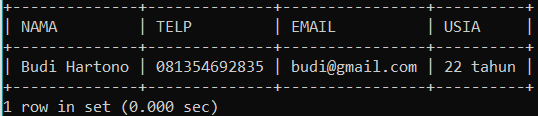 +--------------+--------------+----------------+----------+
| NAMA         | TELP         | EMAIL          | USIA     |
+--------------+--------------+----------------+----------+
| Budi Hartono | 081354692835 | budi@gmail.com | 22 tahun |
+--------------+--------------+----------------+----------+
1 row in set (0.000 sec)